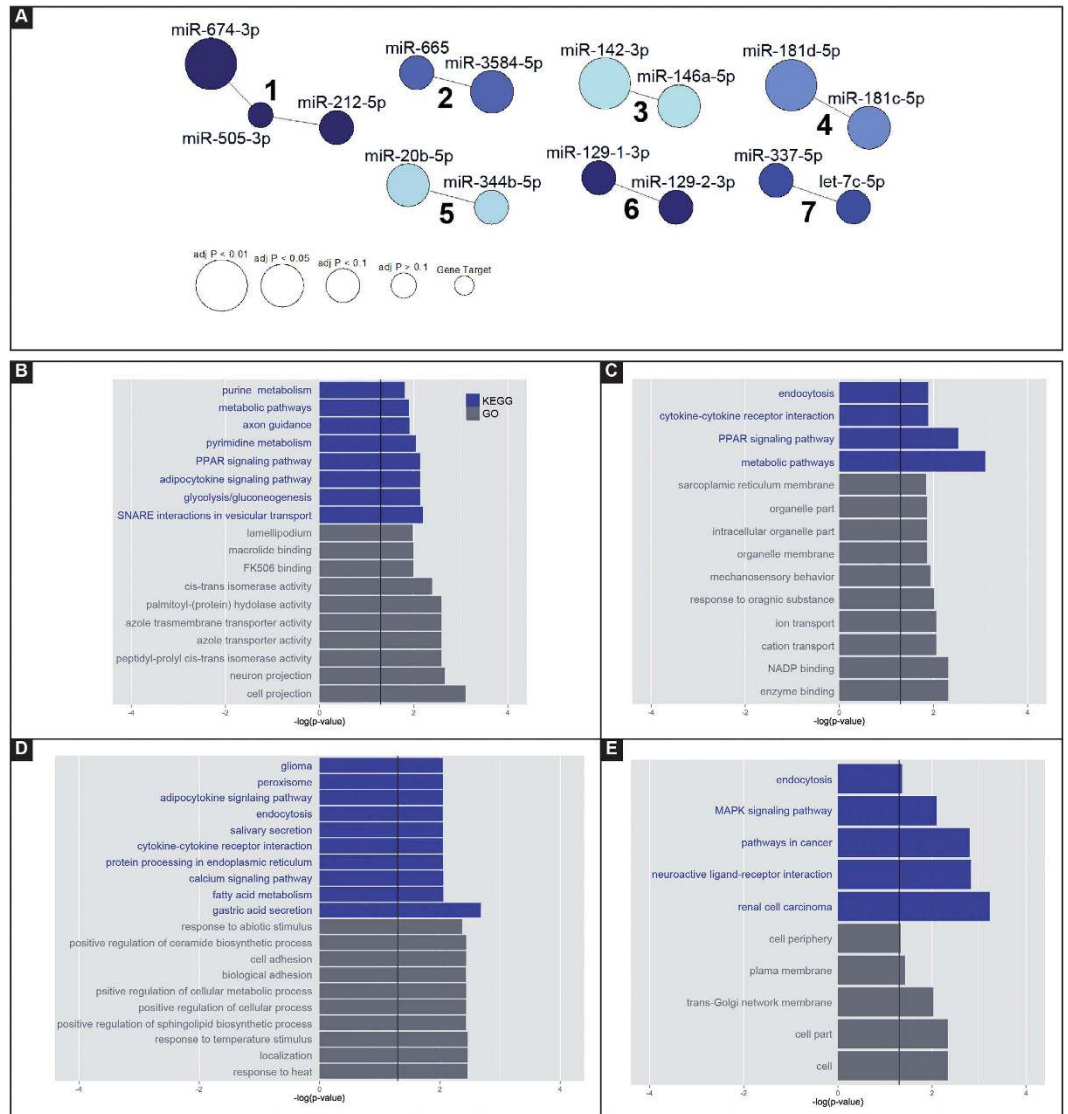 A
miR-674-3p
1
miR-212-5p
miR-505-3p
miR-665
miR-3584-5p
2
miR-142-3p
miR-146a-5p
3
miR-181d-5p
miR-181c-5p
4
miR-20b-5p
miR-344b-5p
5
miR-129-1-3p
miR-129-2-3p
6
miR-337-5p
let-7c-5p
7
adj P < 0.01
adj P < 0.05
adj P < 0.1
adj P > 0.1
Gene Target
B
purine metabolism
metabolic pathways
axon guidance
pyrimidine metabolism
PPAR signaling pathway
adipocytokine signaling pathway
glycolysis/gluconeogenesis
SNARE interactions in vesicular transport
lamellipodium
macrolide binding
FK506 binding
cis-trans isomerase activity
palmitoyl-(protein) hydolase activity
azole trasmembrane transporter activity
azole transporter activity
peptidyl-prolyl cis-trans isomerase activity
neuron projection
cell projection
KEGG
GO
-4 -2 0 2 4
-log(p-value)
C
endocytosis
cytokine-cytokine receptor interaction
PPAR signaling pathway
metabolic pathways
sarcoplamic reticulum membrane
organelle part
intracellular organelle part
organelle membrane
mechanosensory behavior
response to oragnic substance
ion transport
cation transport
NADP binding
enzyme binding
-4 -2 0 2 4
-log(p-value)
D
glioma
peroxisome
adipocytokine signlaing pathway
endocytosis
salivary secretion
cytokine-cytokine receptor interaction
protein processing in endoplasmic reticulum
calcium signaling pathway
fatty acid metabolism
gastric acid secretion
response to abiotic stimulus
positive regulation of ceramide biosynthetic process
cell adhesion
biological adhesion
psitive regulation of cellular metabolic process
positive regulation of cellular process
positive regulation of sphingolipid biosynthetic process
response to temperature stimulus
localization
response to heat
-4 -2 0 2 4
-log(p-value)
E
endocytosis
MAPK signaling pathway
pathways in cancer
neuroactive ligand-receptor interaction
renal cell carcinoma
cell periphery
plama membrane
trans-Golgi network membrane
cell part
cell
-4 -2 0 2 4
-log(p-value)